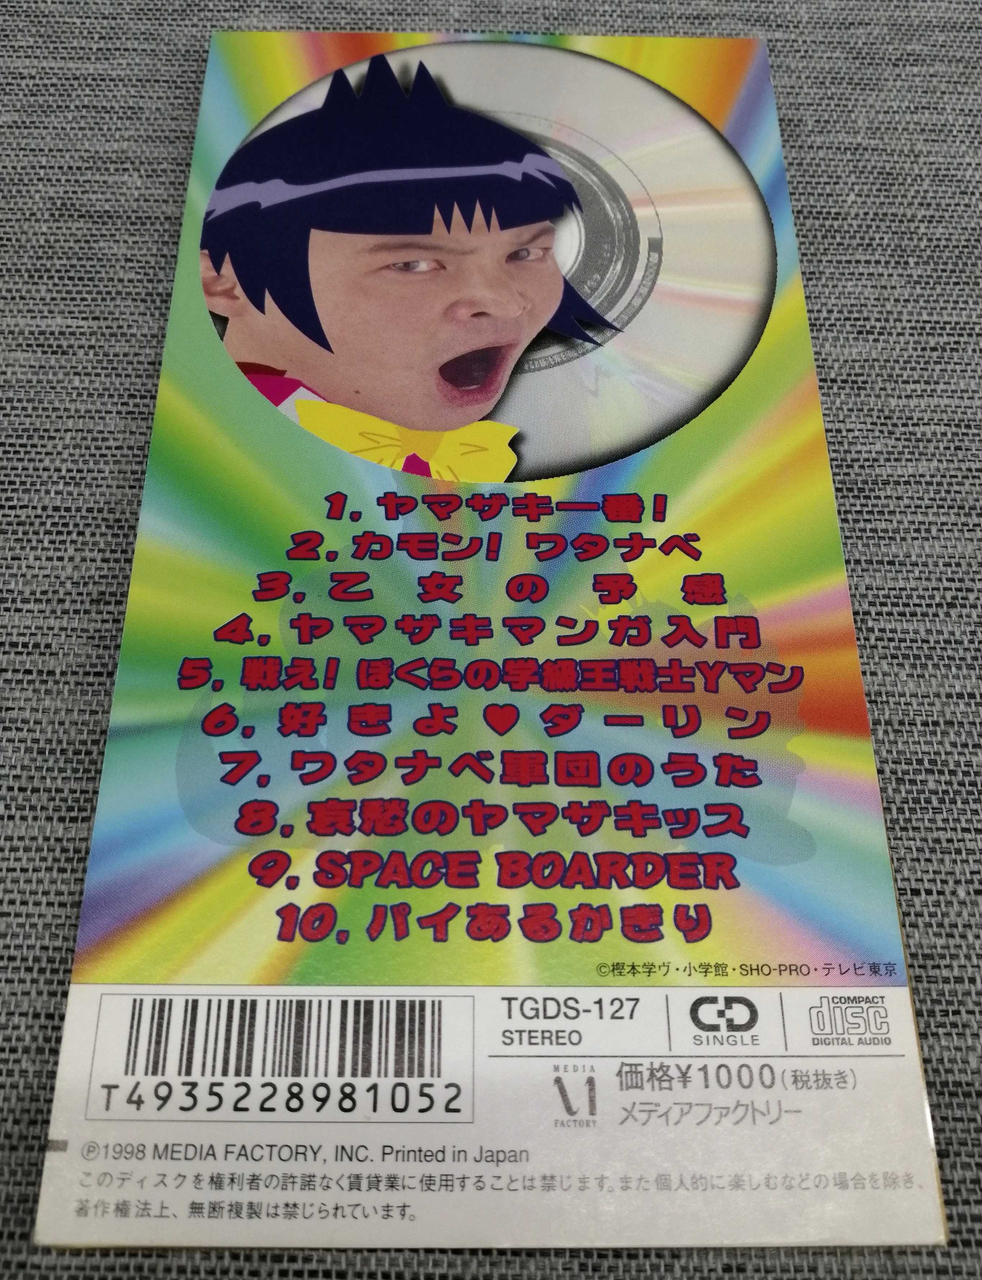 1. ヤマザキ一番!
2. カモン! ワタナベ
3. 乙女の予感
4. ヤマザキマンガ入門
5. 戦え! ぼくらの学級王戦士Yマン
6. 好きよ♥ダーリン
7. ワタナベ軍団のうた
8. 哀愁のヤマザキッス
9. SPACE BOARDER
10. パイあるかぎり
©樫本学ヴ・小学館・SHO-PRO・テレビ東京
T4935228981052
TGDS-127
STEREO
CD
SINGLE
COMPACT
disc
DIGITAL AUDIO
MEDIA
FACTORY
価格¥1000(税抜き)
メディアファクトリー
Ⓟ1998 MEDIA FACTORY, INC. Printed in Japan
このディスクを権利者の許諾なく賃貸業に使用することは禁じます。また個人的に楽しむなどの場合を除き、
著作権法上、無断複製は禁じられています。